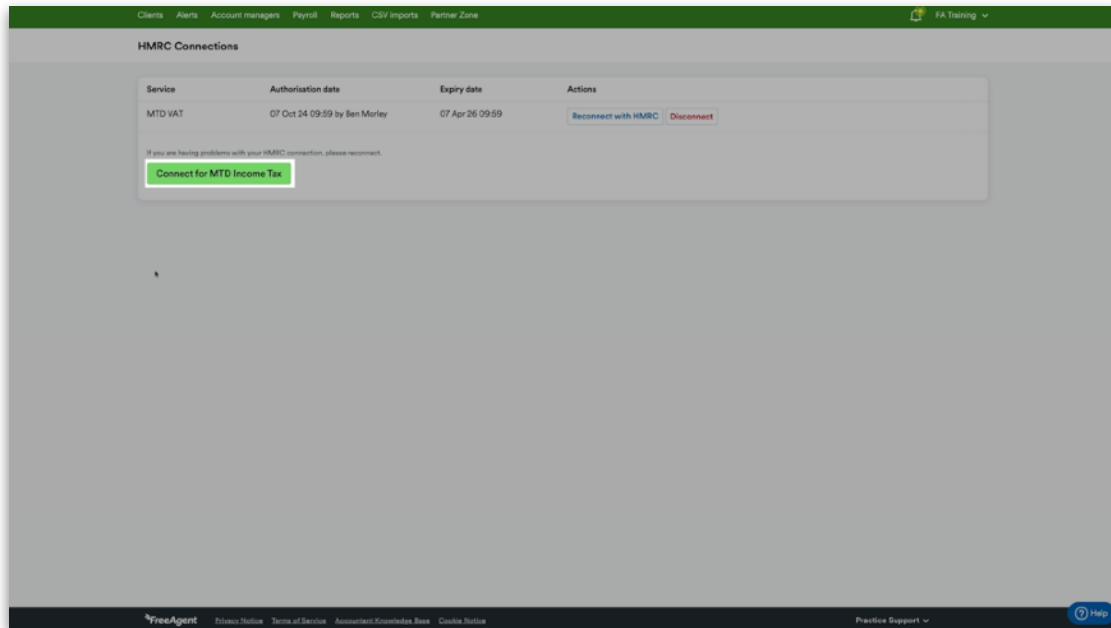 Clients Alerts Account managers Payroll Reports CSV imports Partner Zone FA Training
HMRC Connections
Service Authorisation date Expiry date Actions
MTD VAT 07 Oct 24 09:59 by Ben Morley 07 Apr 26 09:59 Reconnect with HMRC Disconnect
If you are having problems with your HMRC connection, please reconnect.
Connect for MTD Income Tax
Help
FreeAgent Privacy Notice Terms of Service Accountant Knowledge Base Cookie Notice Practice Support